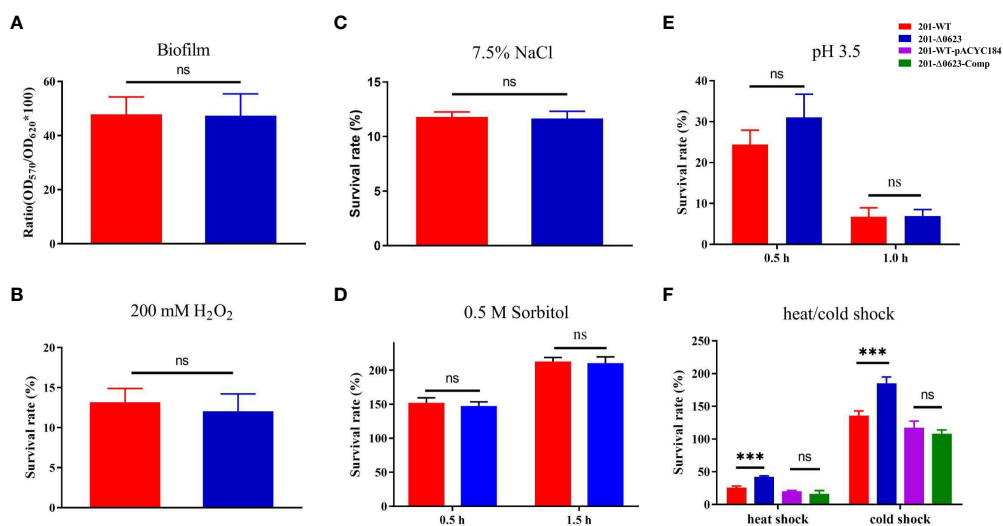 A
Biofilm
ns
Ratio(OD570/OD620*100)
60
40
20
0
B
200 mM H2O2
ns
Survival rate (%)
20
15
10
5
0
C
7.5% NaCl
ns
Survival rate (%)
15
10
5
0
D
0.5 M Sorbitol
ns
ns
Survival rate (%)
200
150
100
50
0
0.5 h
1.5 h
E
pH 3.5
201-WT
201-Δ0623
201-WT-pACYC184
201-Δ0623-Comp
ns
ns
Survival rate (%)
40
30
20
10
0
0.5 h
1.0 h
F
heat/cold shock
***
ns
***
ns
Survival rate (%)
250
200
150
100
50
0
heat shock
cold shock